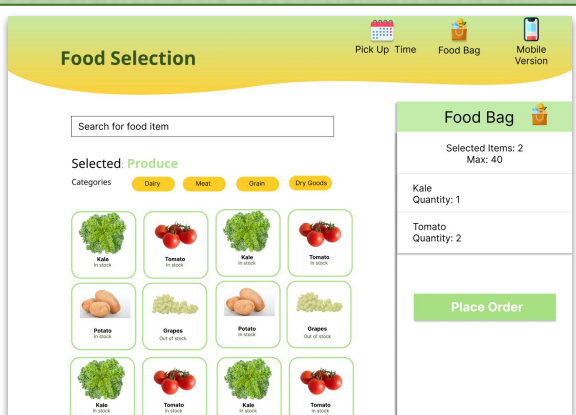 Food Selection
Pick Up Time
Food Bag
Mobile
Version
Search for food item
Selected: Produce
Categories
Dairy
Meat
Grain
Dry Goods
Kale
In stock
Tomato
In stock
Kale
In stock
Tomato
In stock
Potato
In stock
Grapes
Out of stock
Potato
In stock
Grapes
Out of stock
Kale
In stock
Tomato
In stock
Kale
In stock
Tomato
In stock
Food Bag
Selected Items: 2
Max: 40
Kale
Quantity: 1
Tomato
Quantity: 2
Place Order